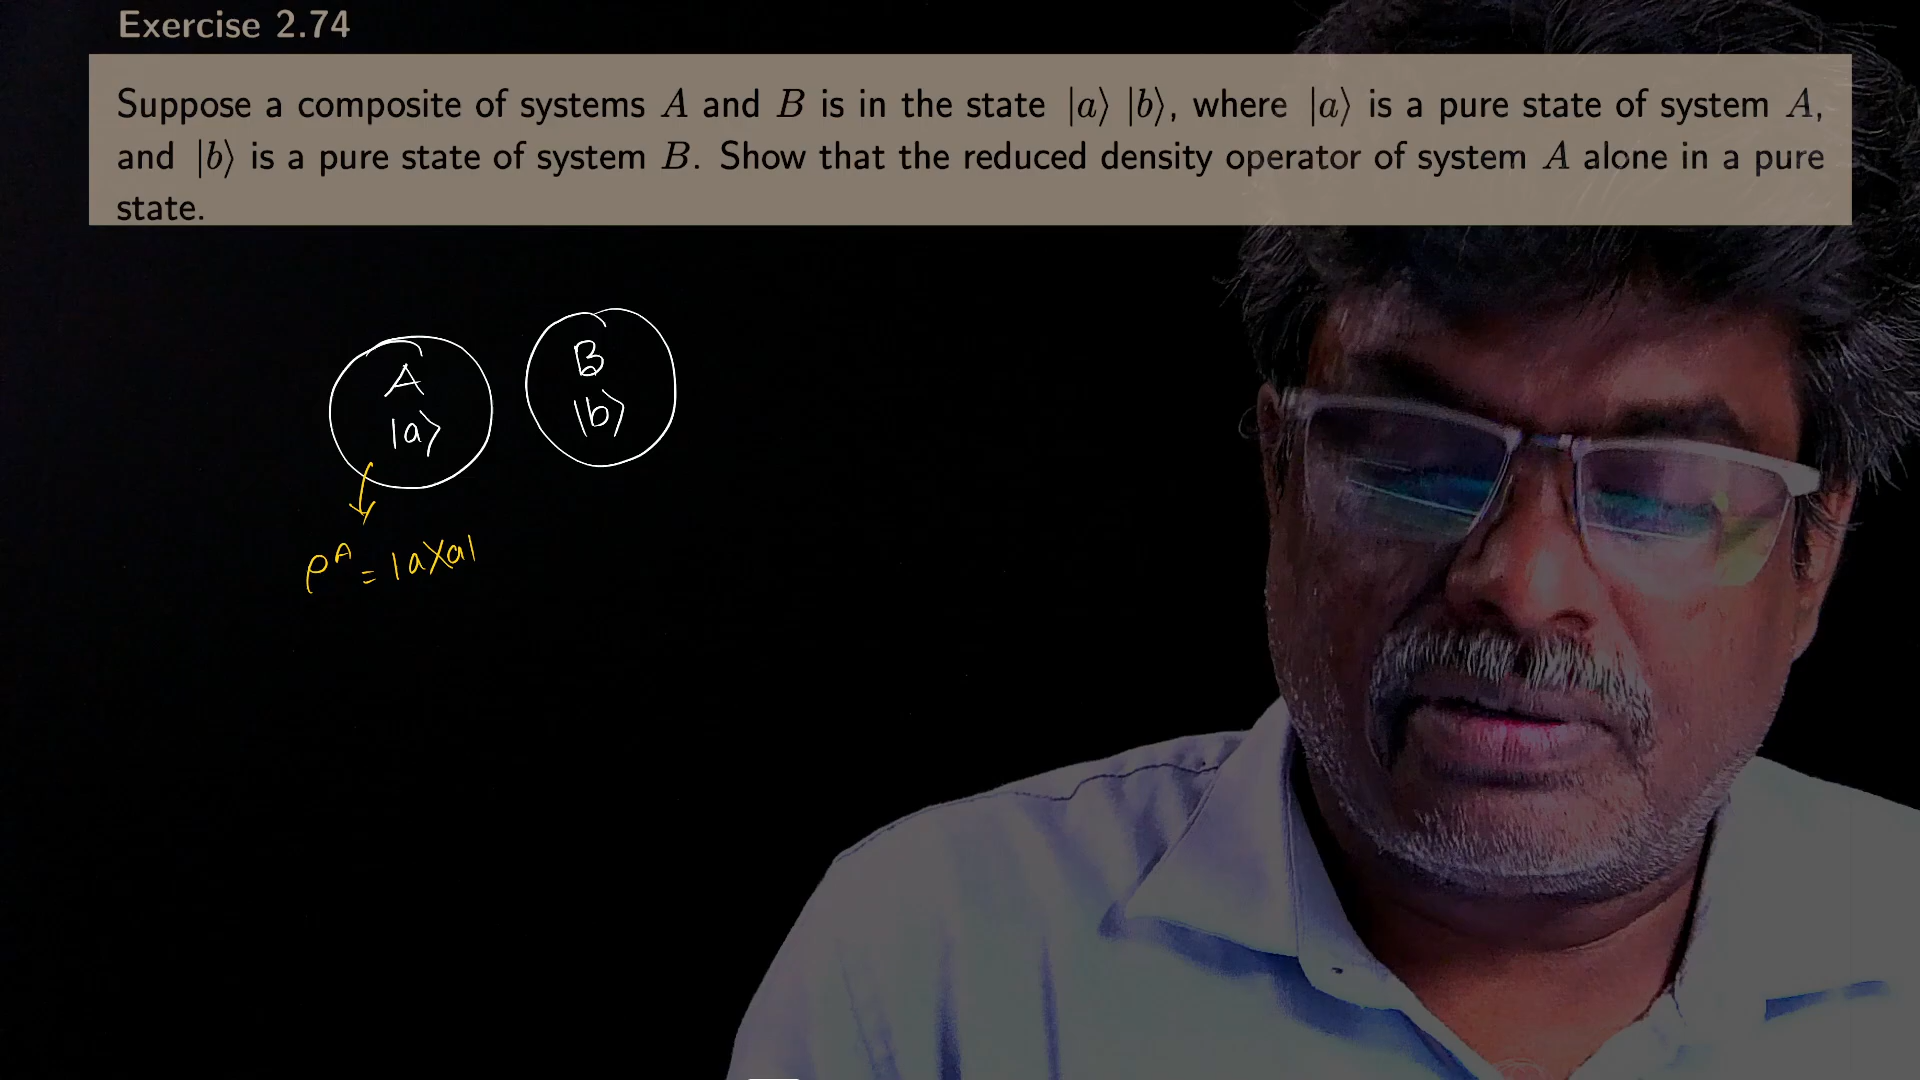 Exercise 2.74
Suppose a composite of systems A and B is in the state |a⟩ |b⟩, where |a⟩ is a pure state of system A,
and |b⟩ is a pure state of system B. Show that the reduced density operator of system A alone in a pure
state.
A
|a⟩
B
|b⟩
ρ^A = |a⟩⟨a|